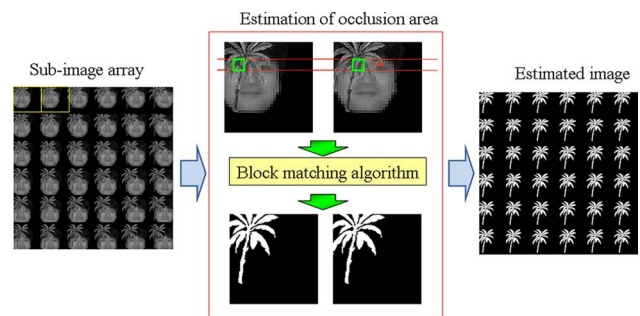 Estimation of occlusion area
Sub-image array
Estimated image
Block matching algorithm